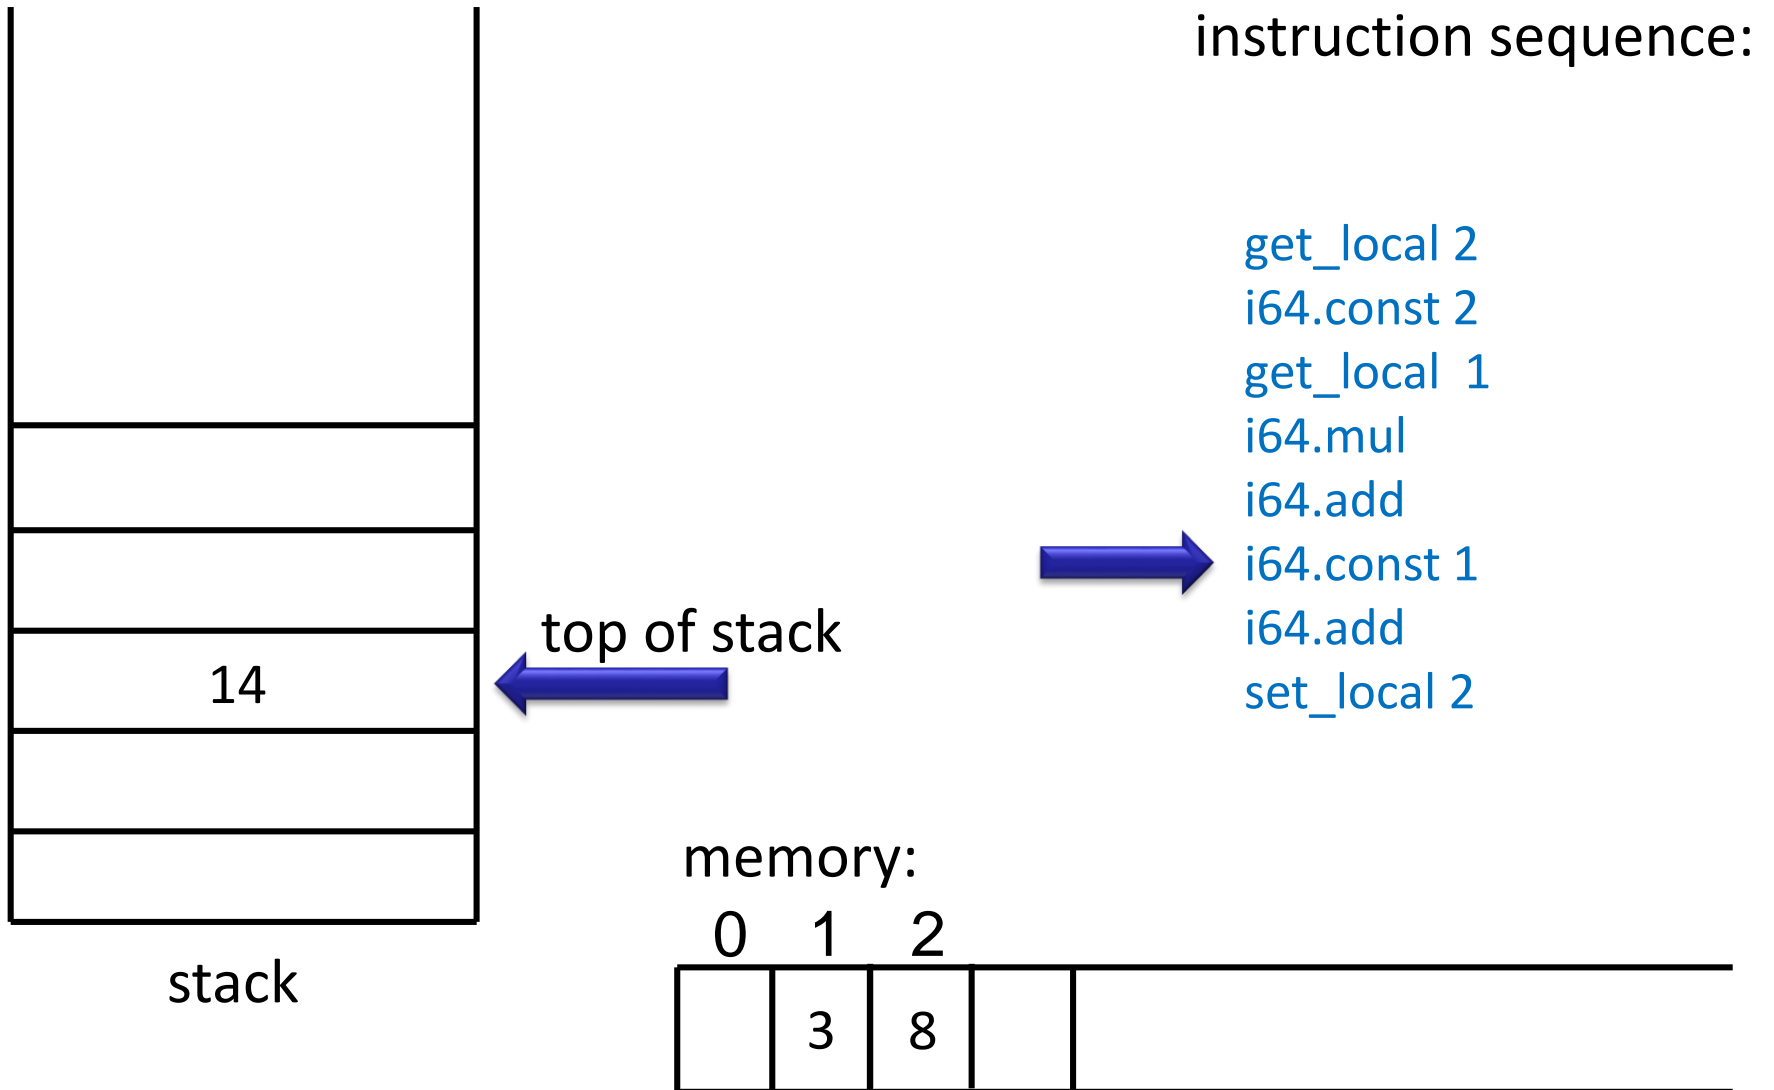 instruction sequence:
get_local 2
i64.const 2
get_local 1
i64.mul
i64.add
i64.const 1
i64.add
set_local 2
top of stack
14
stack
memory:
0 1 2
3 8